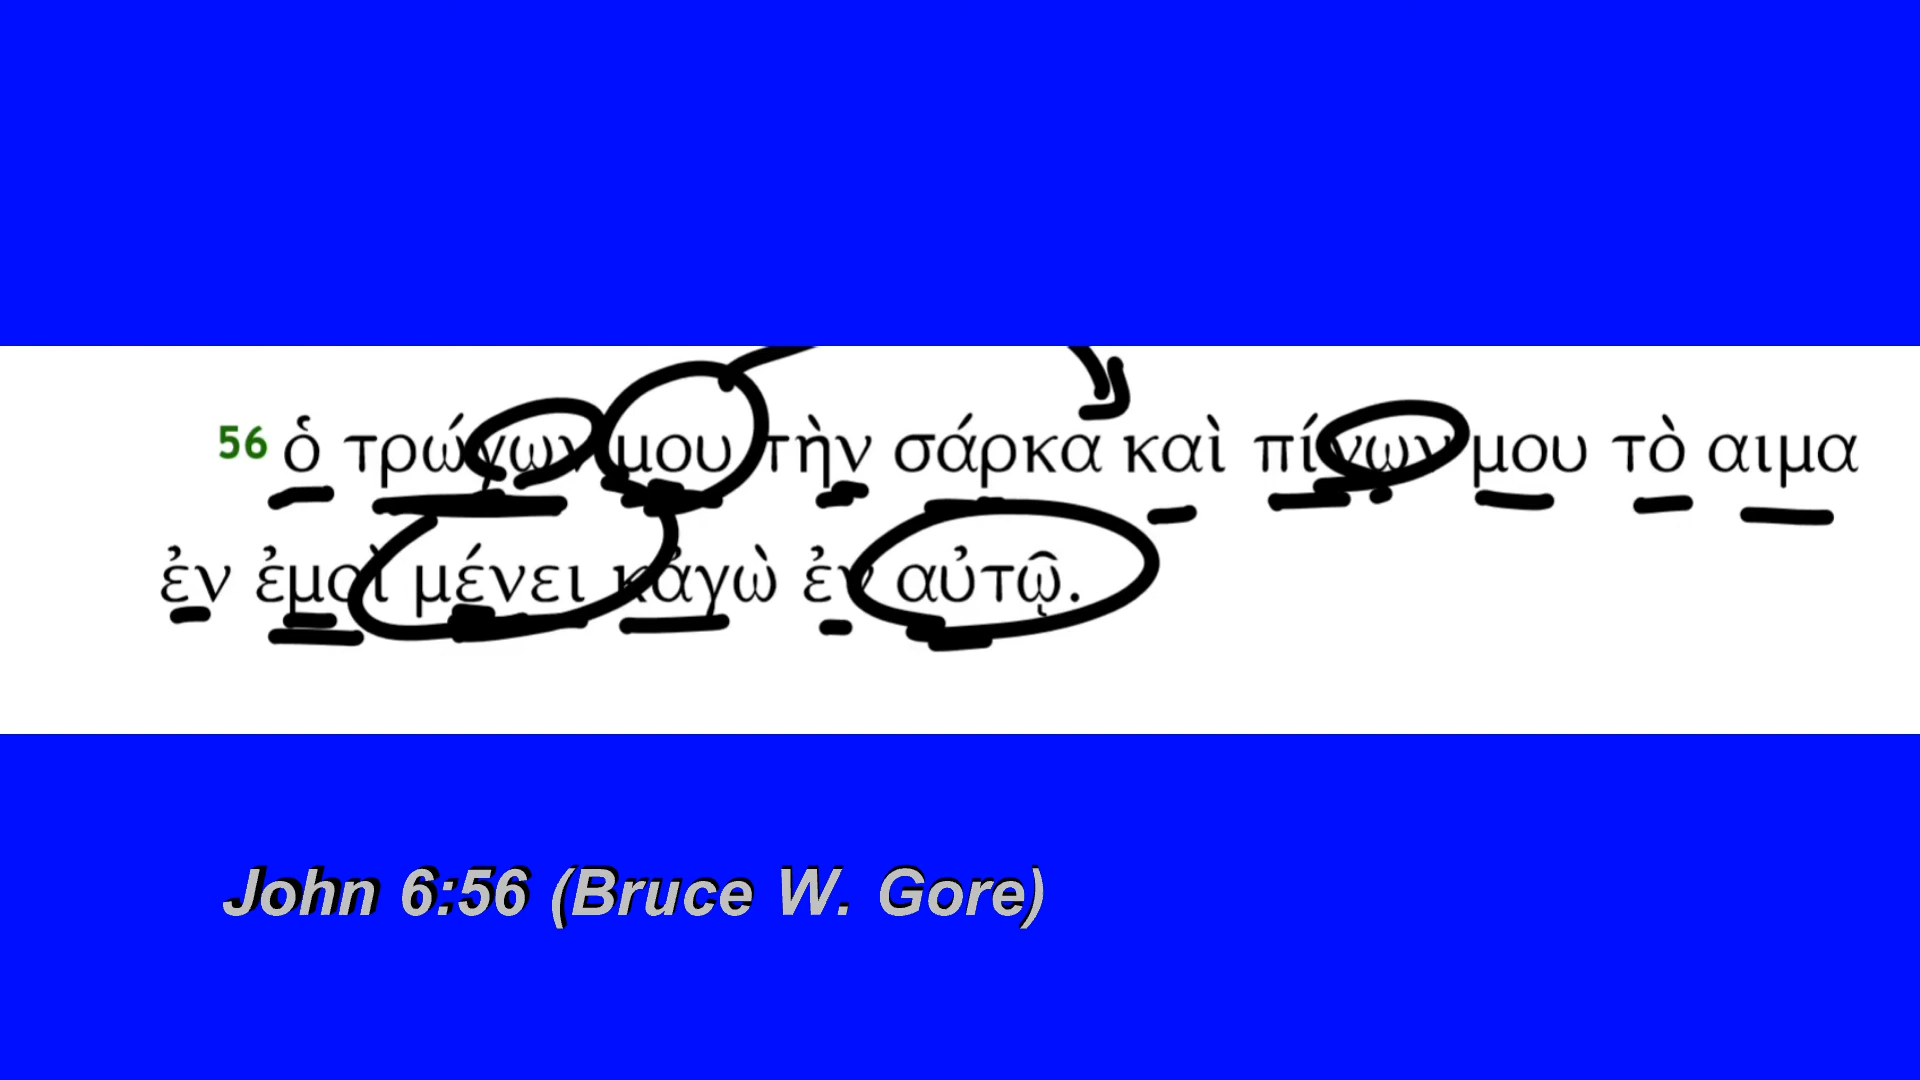 56 ὁ τρώγων μου τὴν σάρκα καὶ πίνων μου τὸ αιμα
ἐν ἐμοὶ μένει κἀγὼ ἐν αὐτῷ.
John 6:56 (Bruce W. Gore)